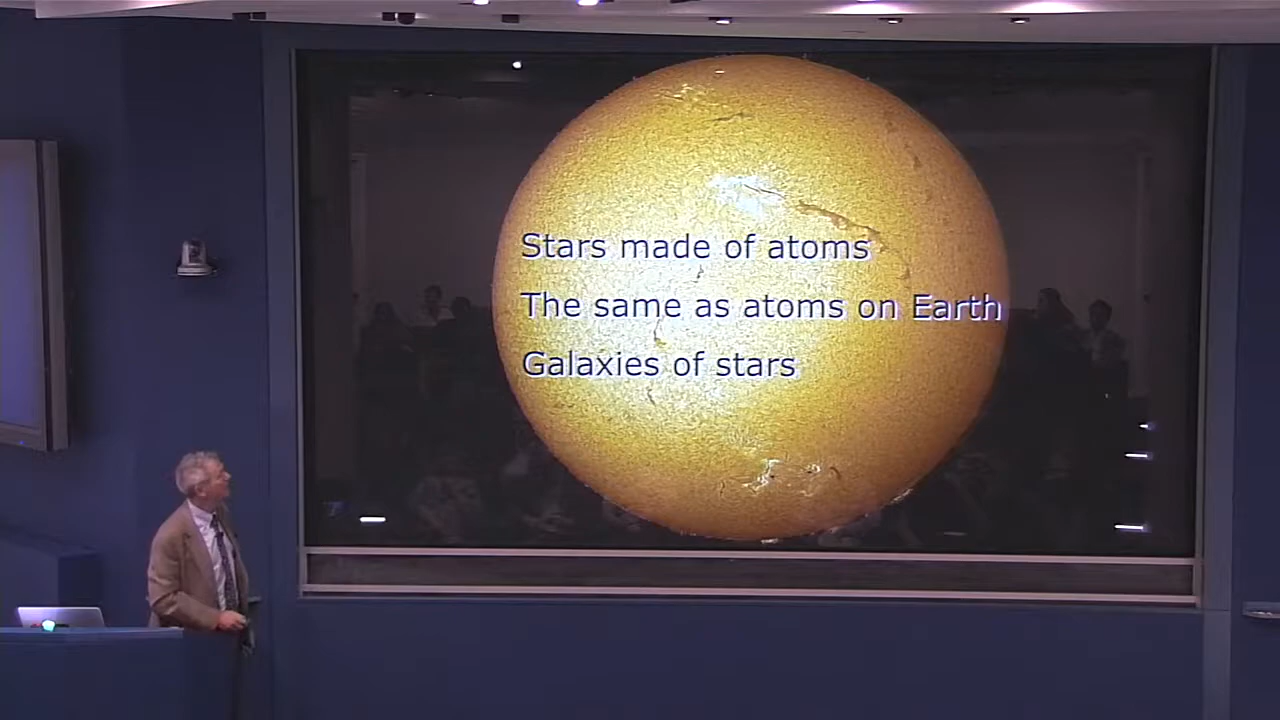 Stars made of atoms
The same as atoms on Earth
Galaxies of stars